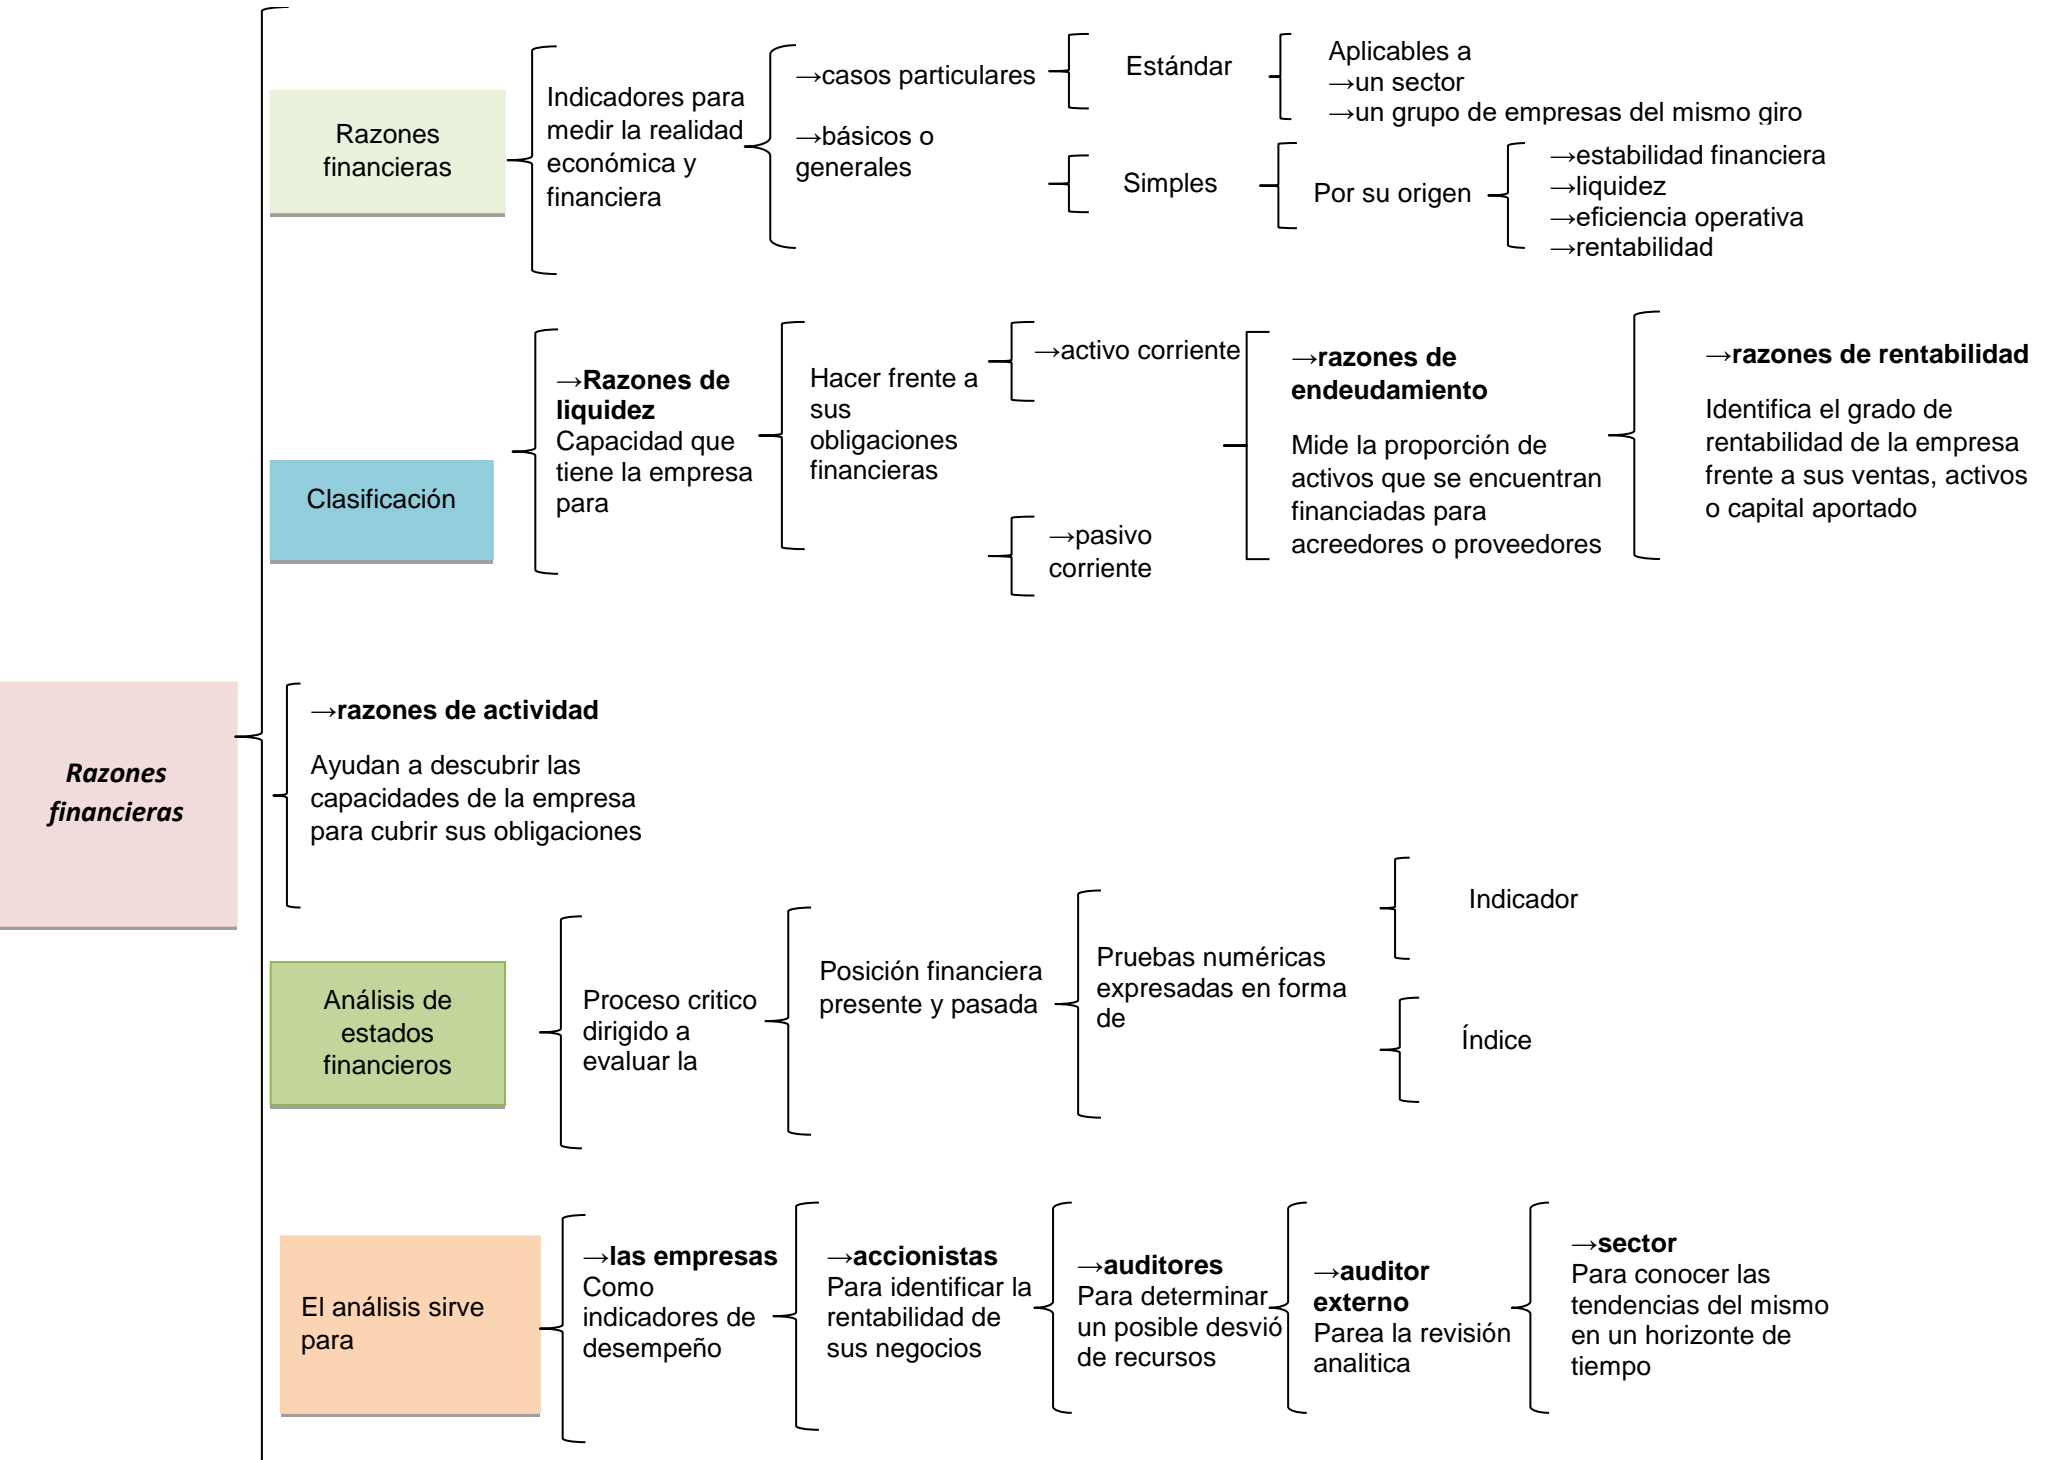 Razones
financieras
Razones
financieras
Indicadores para
medir la realidad
económica y
financiera
→casos particulares
→básicos o
generales
Estándar
Aplicables a
→un sector
→un grupo de empresas del mismo giro
Simples
Por su origen
→estabilidad financiera
→liquidez
→eficiencia operativa
→rentabilidad
Clasificación
→Razones de
liquidez
Capacidad que
tiene la empresa
para
Hacer frente a
sus
obligaciones
financieras
→activo corriente
→pasivo
corriente
→razones de
endeudamiento
Mide la proporción de
activos que se encuentran
financiadas para
acreedores o proveedores
→razones de rentabilidad
Identifica el grado de
rentabilidad de la empresa
frente a sus ventas, activos
o capital aportado
→razones de actividad
Ayudan a descubrir las
capacidades de la empresa
para cubrir sus obligaciones
Análisis de
estados
financieros
Proceso critico
dirigido a
evaluar la
Posición financiera
presente y pasada
Pruebas numéricas
expresadas en forma
de
Indicador
Índice
El análisis sirve
para
→las empresas
Como
indicadores de
desempeño
→accionistas
Para identificar la
rentabilidad de
sus negocios
→auditores
Para determinar
un posible desvió
de recursos
→auditor
externo
Parea la revisión
analitica
→sector
Para conocer las
tendencias del mismo
en un horizonte de
tiempo